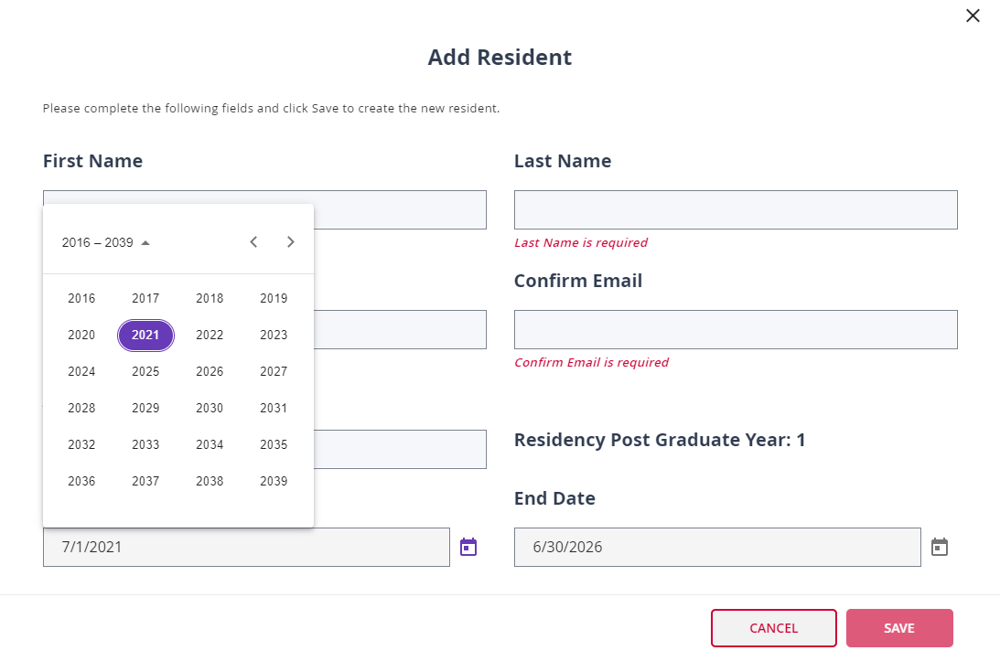 Add Resident
Please complete the following fields and click Save to create the new resident.
First Name
Last Name
Last Name is required
2016 – 2039
2016 2017 2018 2019
2020 2021 2022 2023
2024 2025 2026 2027
2028 2029 2030 2031
2032 2033 2034 2035
2036 2037 2038 2039
Confirm Email
Confirm Email is required
Residency Post Graduate Year: 1
End Date
7/1/2021
6/30/2026
CANCEL
SAVE